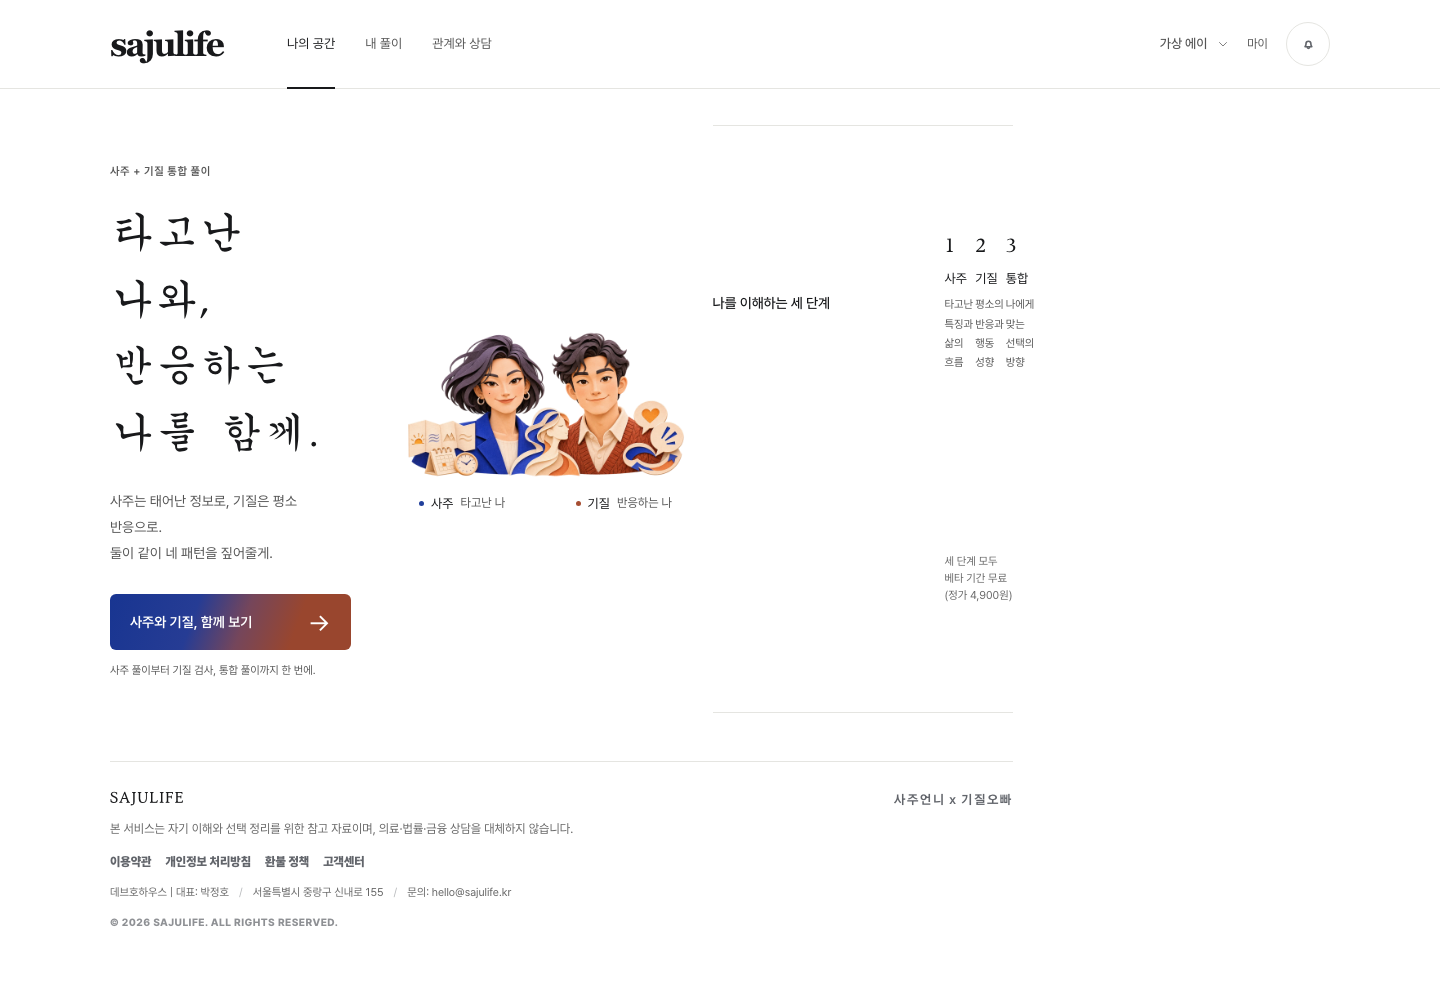 sajulife
나의 공간
내 풀이
관계와 상담
가상 에이
마이
사주 + 기질 통합 풀이
타고난
나와,
반응하는
나를 함께.
사주는 태어난 정보로, 기질은 평소
반응으로.
둘이 같이 네 패턴을 짚어줄게.
사주와 기질, 함께 보기
사주 풀이부터 기질 검사, 통합 풀이까지 한 번에.
사주 타고난 나
기질 반응하는 나
나를 이해하는 세 단계
1
사주
타고난
특징과
삶의
흐름
2
기질
평소의
반응과
행동
성향
3
통합
나에게
맞는
선택의
방향
세 단계 모두
베타 기간 무료
(정가 4,900원)
SAJULIFE
사주언니 x 기질오빠
본 서비스는 자기 이해와 선택 정리를 위한 참고 자료이며, 의료·법률·금융 상담을 대체하지 않습니다.
이용약관 개인정보 처리방침 환불 정책 고객센터
데브호하우스 | 대표: 박정호 / 서울특별시 중랑구 신내로 155 / 문의: hello@sajulife.kr
© 2026 SAJULIFE. ALL RIGHTS RESERVED.